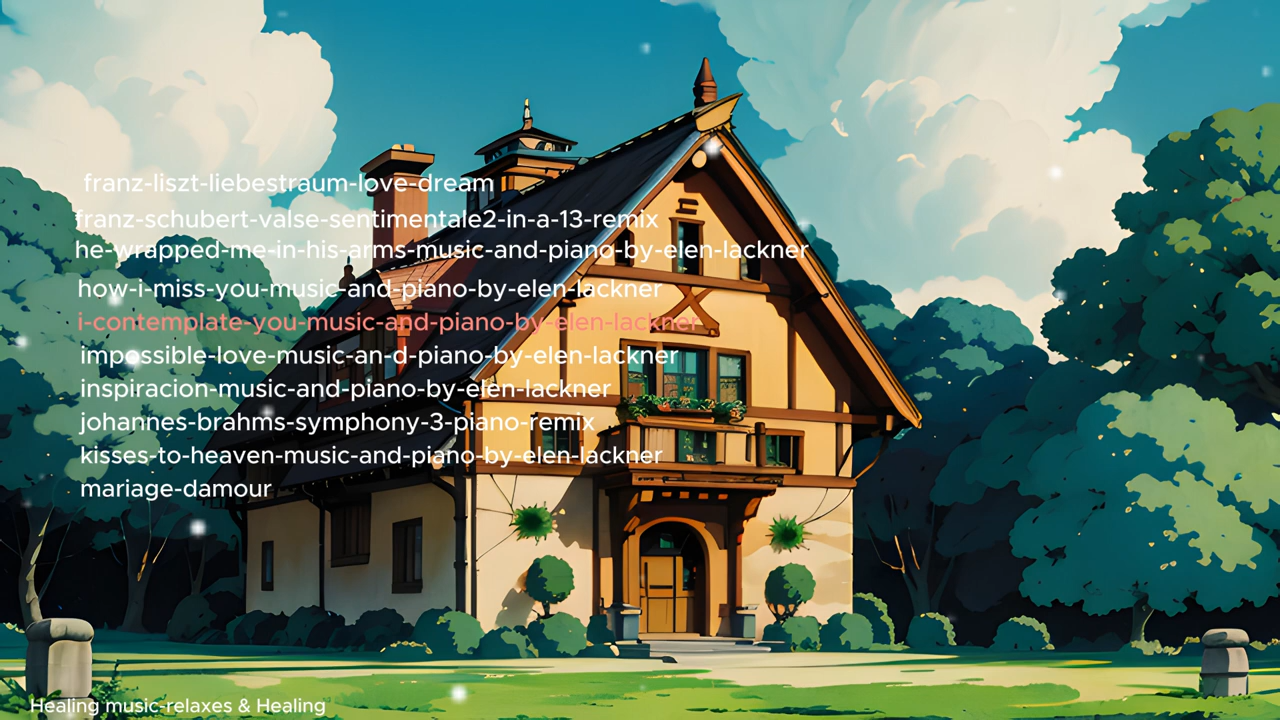 franz-liszt-liebestraum-love-dream
franz-schubert-valse-sentimentale2-in-a-13-remix
he-wrapped-me-in-his-arms-music-and-piano-by-elen-lackner
how-i-miss-you-music-and-piano-by-elen-lackner
i-contemplate-you-music-and-piano-by-elen-lackner
impossible-love-music-an-d-piano-by-elen-lackner
inspiracion-music-and-piano-by-elen-lackner
johannes-brahms-symphony-3-piano-remix
kisses-to-heaven-music-and-piano-by-elen-lackner
mariage-damour
Healing music-relaxes & Healing